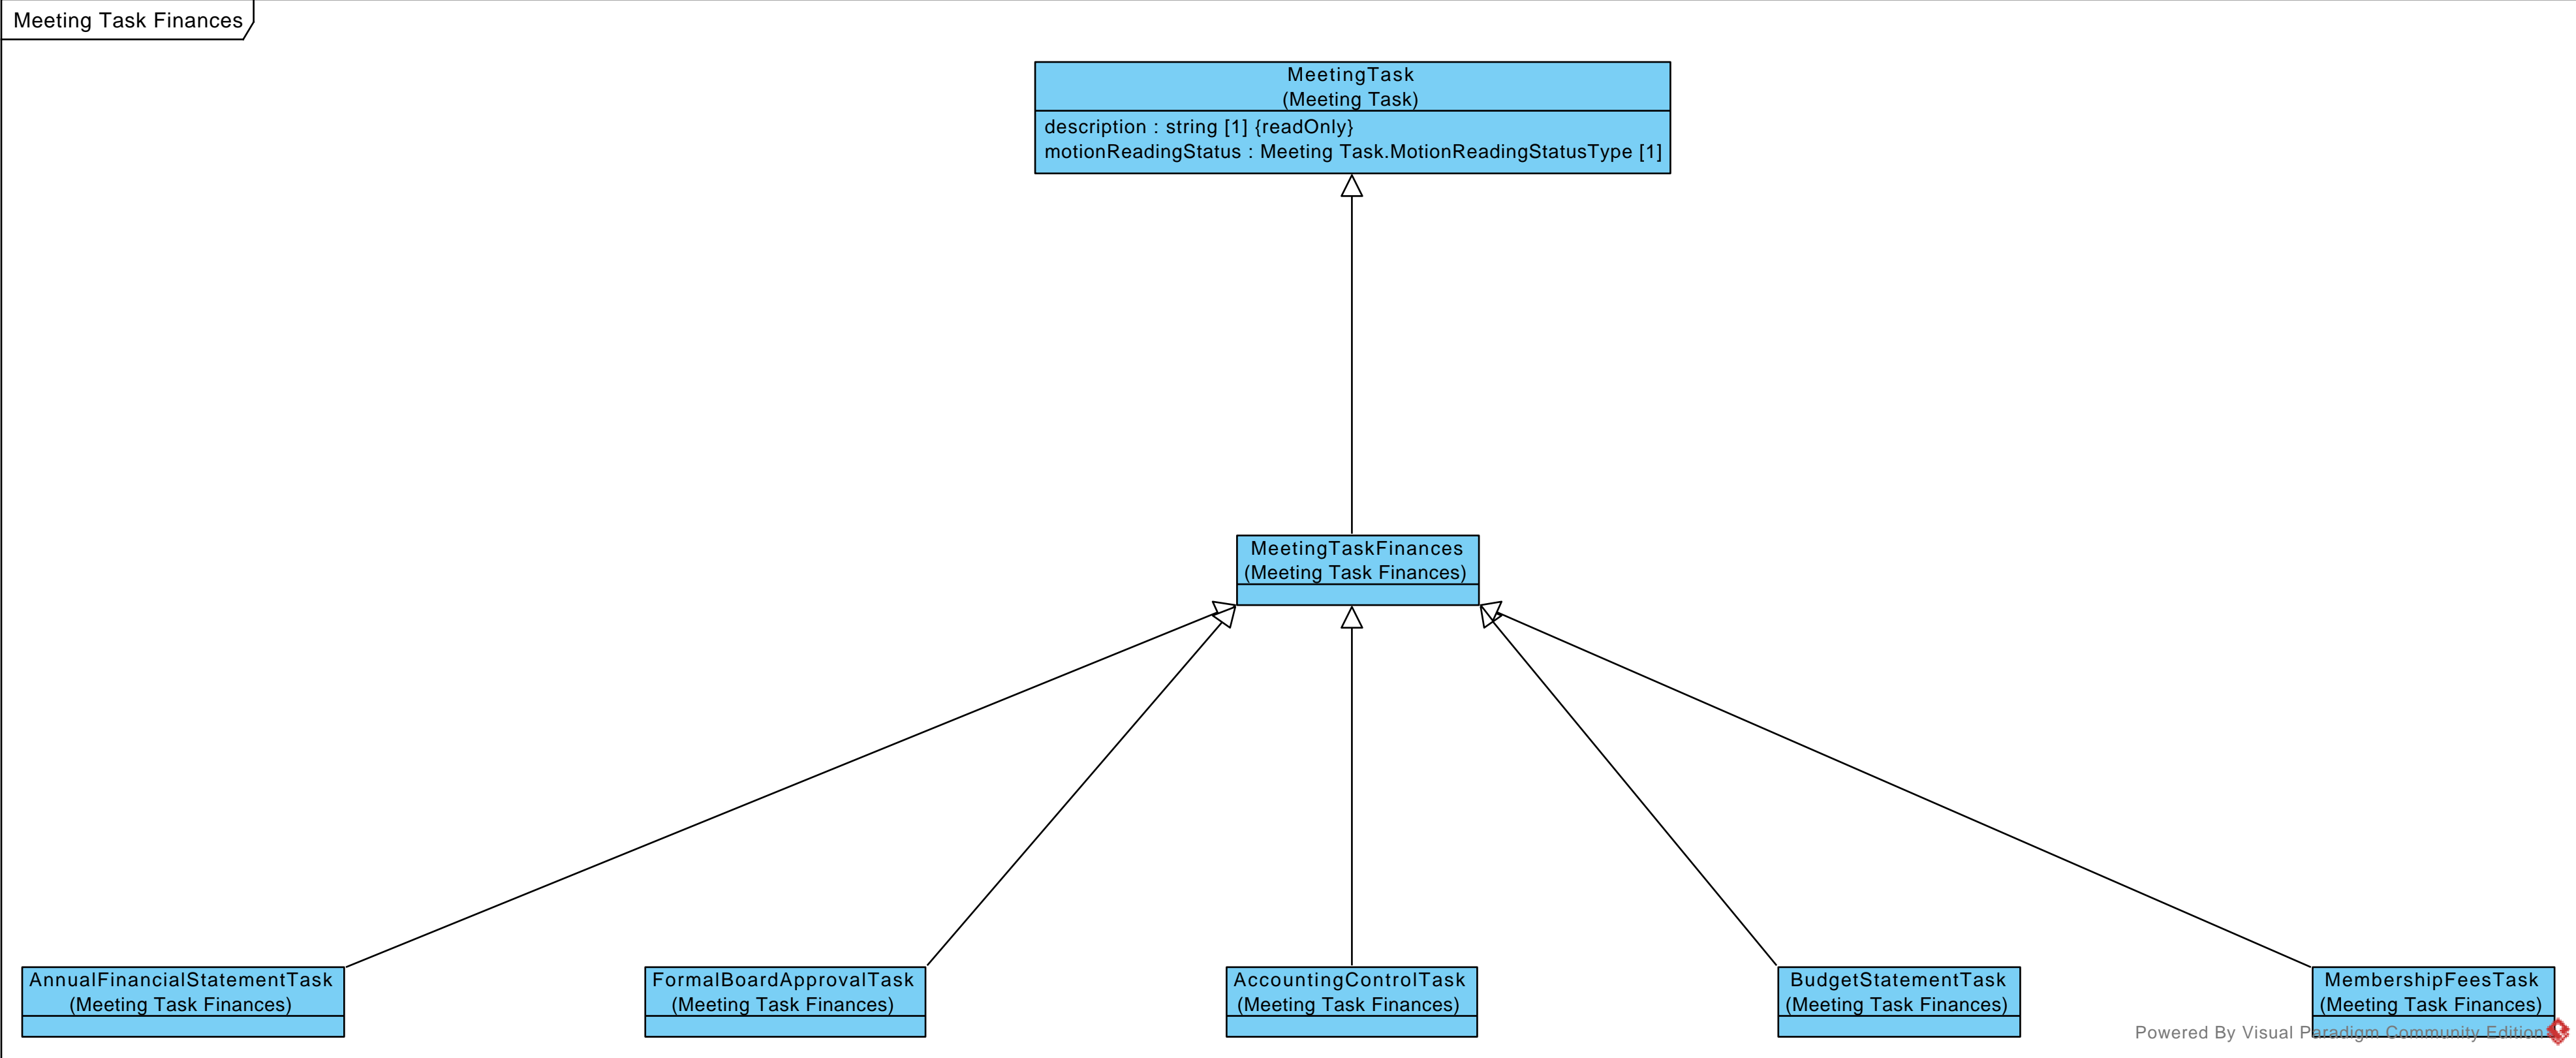 Meeting Task Finances
MeetingTask
(Meeting Task)
description : string [1] {readOnly}
motionReadingStatus : Meeting Task.MotionReadingStatusType [1]
MeetingTaskFinances
(Meeting Task Finances)
AnnualFinancialStatementTask
(Meeting Task Finances)
FormalBoardApprovalTask
(Meeting Task Finances)
AccountingControlTask
(Meeting Task Finances)
BudgetStatementTask
(Meeting Task Finances)
MembershipFeesTask
(Meeting Task Finances)
Powered By Visual Paradigm Community Edition